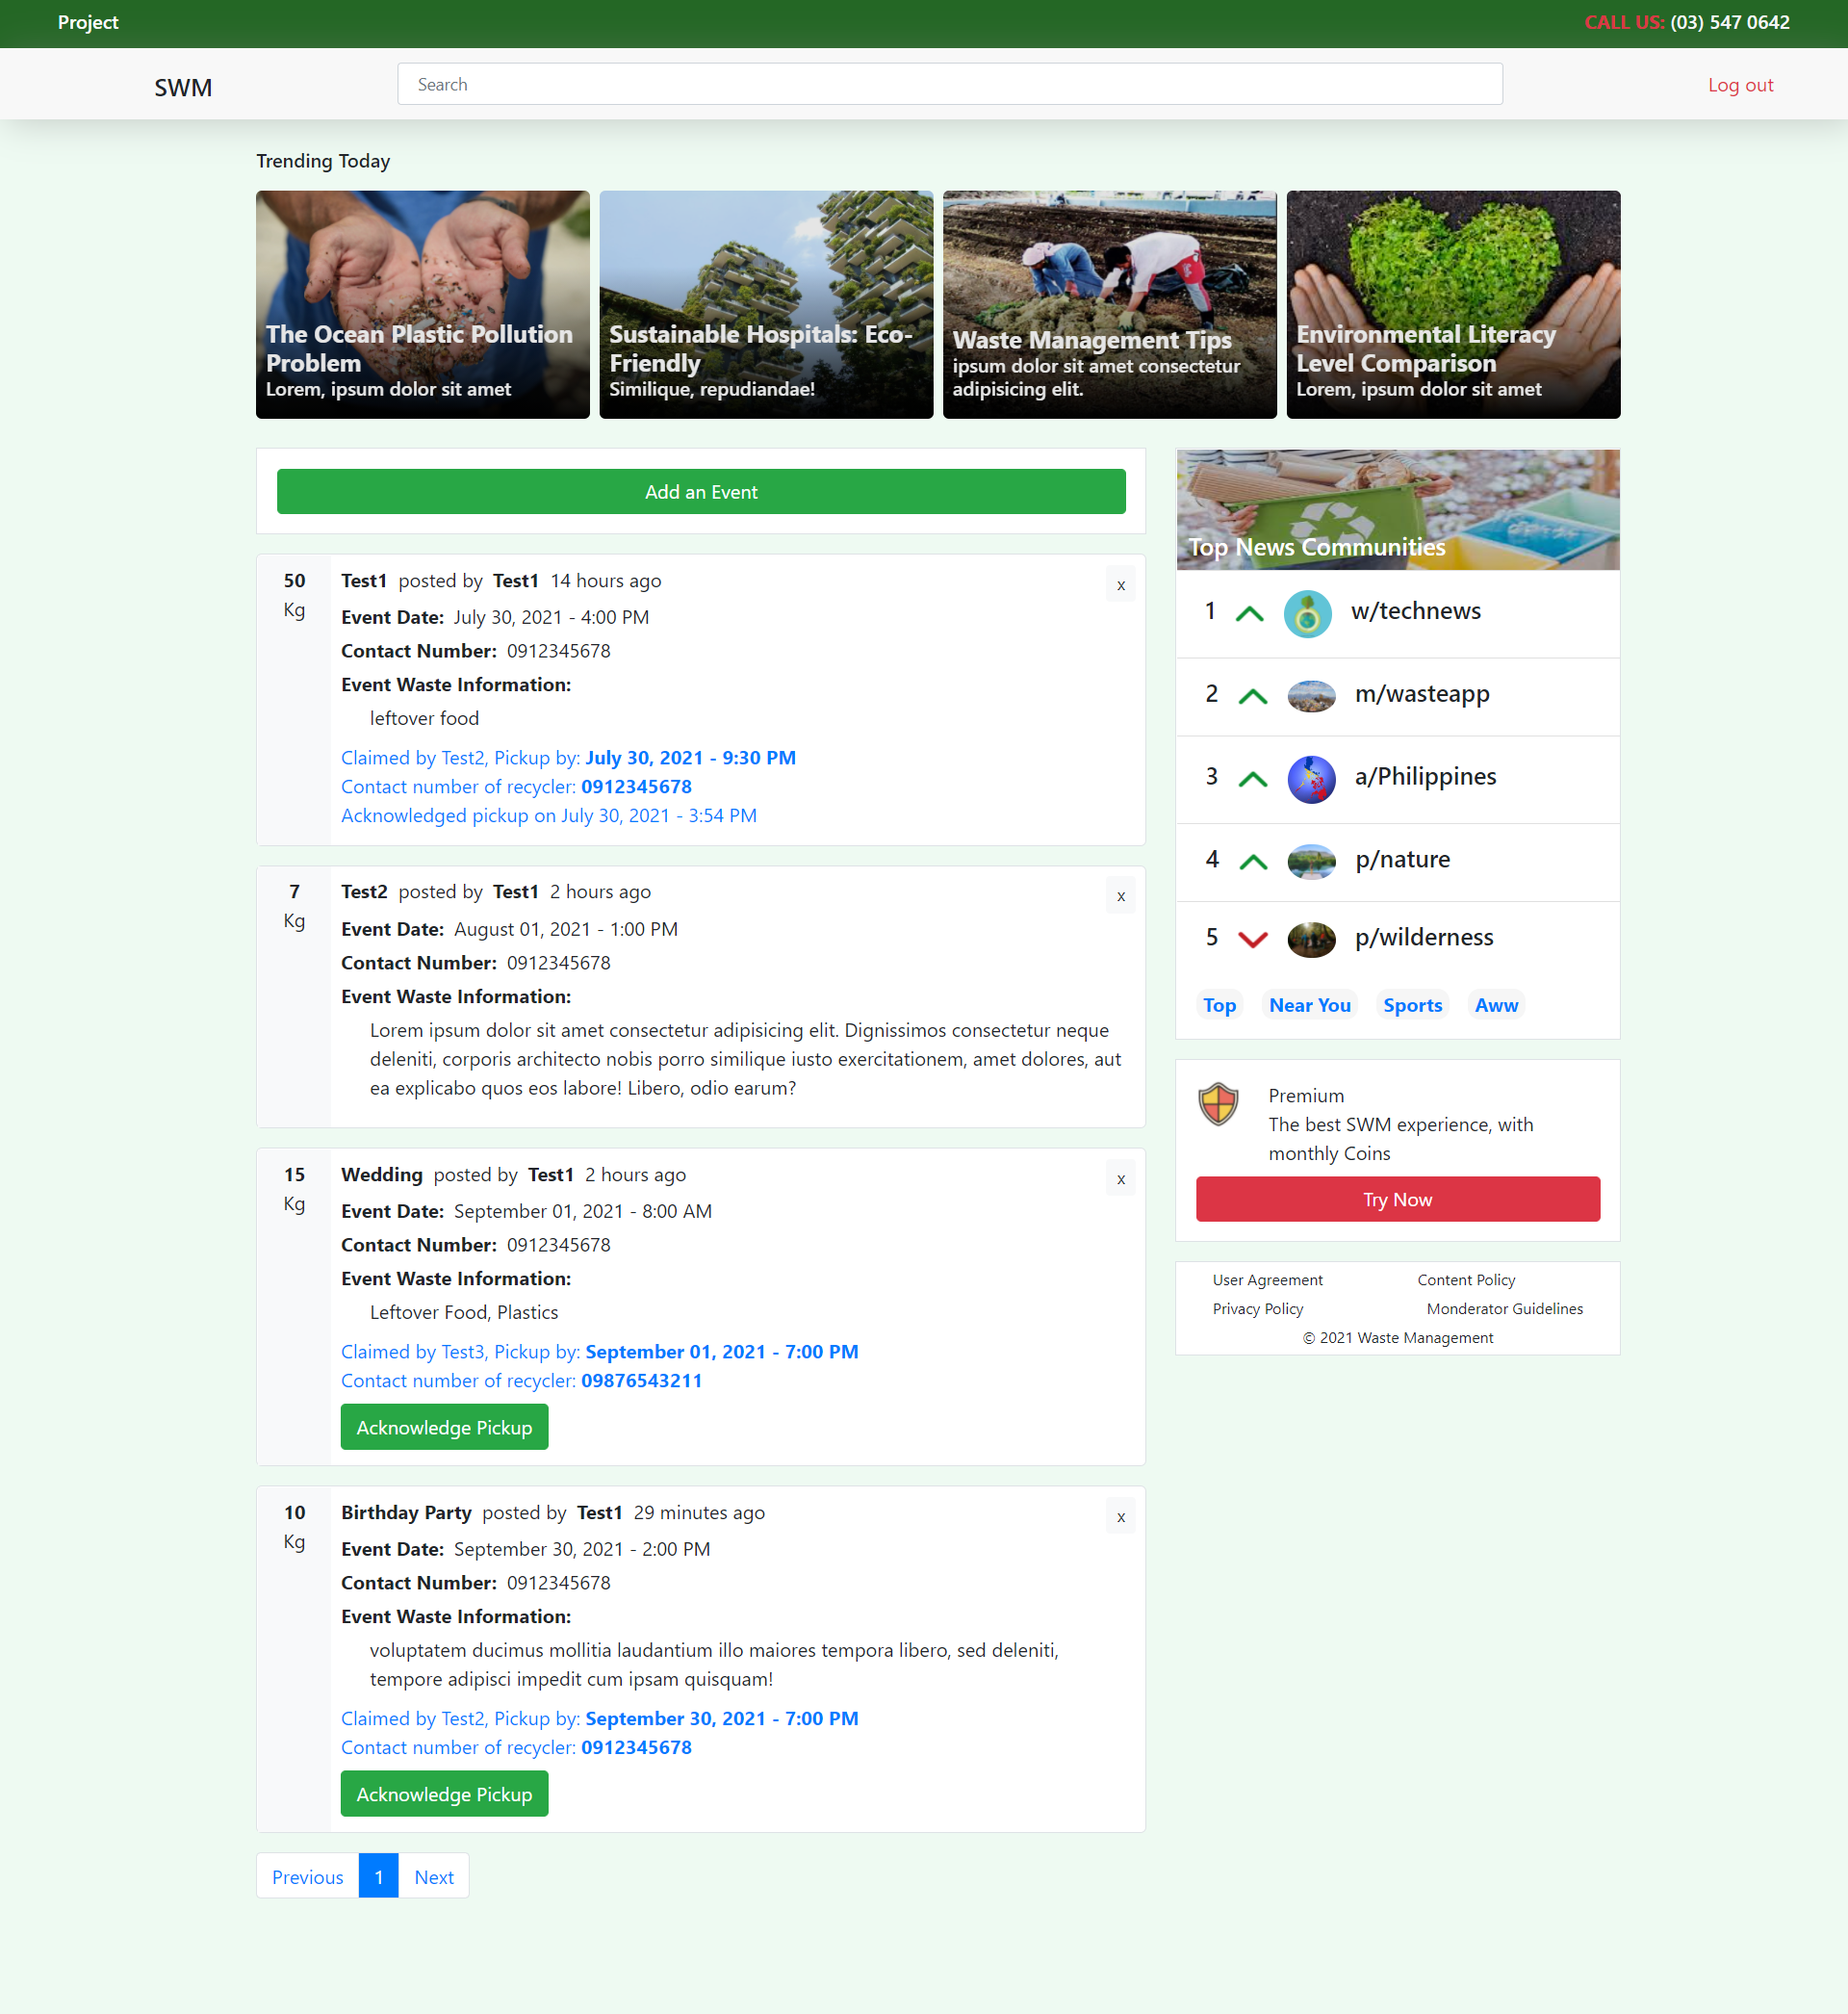 Project
CALL US: (03) 547 0642
SWM
Search
Log out
Trending Today
The Ocean Plastic Pollution
Problem
Lorem, ipsum dolor sit amet
Sustainable Hospitals: Eco-
Friendly
Similique, repudiandae!
Waste Management Tips
ipsum dolor sit amet consectetur
adipisicing elit.
Environmental Literacy
Level Comparison
Lorem, ipsum dolor sit amet
Add an Event
50
Kg
Test1 posted by Test1 14 hours ago
x
Event Date: July 30, 2021 - 4:00 PM
Contact Number: 0912345678
Event Waste Information:
leftover food
Claimed by Test2, Pickup by: July 30, 2021 - 9:30 PM
Contact number of recycler: 0912345678
Acknowledged pickup on July 30, 2021 - 3:54 PM
7
Kg
Test2 posted by Test1 2 hours ago
x
Event Date: August 01, 2021 - 1:00 PM
Contact Number: 0912345678
Event Waste Information:
Lorem ipsum dolor sit amet consectetur adipisicing elit. Dignissimos consectetur neque
deleniti, corporis architecto nobis porro similique iusto exercitationem, amet dolores, aut
ea explicabo quos eos labore! Libero, odio earum?
15
Kg
Wedding posted by Test1 2 hours ago
x
Event Date: September 01, 2021 - 8:00 AM
Contact Number: 0912345678
Event Waste Information:
Leftover Food, Plastics
Claimed by Test3, Pickup by: September 01, 2021 - 7:00 PM
Contact number of recycler: 09876543211
Acknowledge Pickup
10
Kg
Birthday Party posted by Test1 29 minutes ago
x
Event Date: September 30, 2021 - 2:00 PM
Contact Number: 0912345678
Event Waste Information:
voluptatem ducimus mollitia laudantium illo maiores tempora libero, sed deleniti,
tempore adipisci impedit cum ipsam quisquam!
Claimed by Test2, Pickup by: September 30, 2021 - 7:00 PM
Contact number of recycler: 0912345678
Acknowledge Pickup
Previous 1 Next
Top News Communities
1 w/technews
2 m/wasteapp
3 a/Philippines
4 p/nature
5 p/wilderness
Top Near You Sports Aww
Premium
The best SWM experience, with
monthly Coins
Try Now
User Agreement Content Policy
Privacy Policy Monderator Guidelines
© 2021 Waste Management